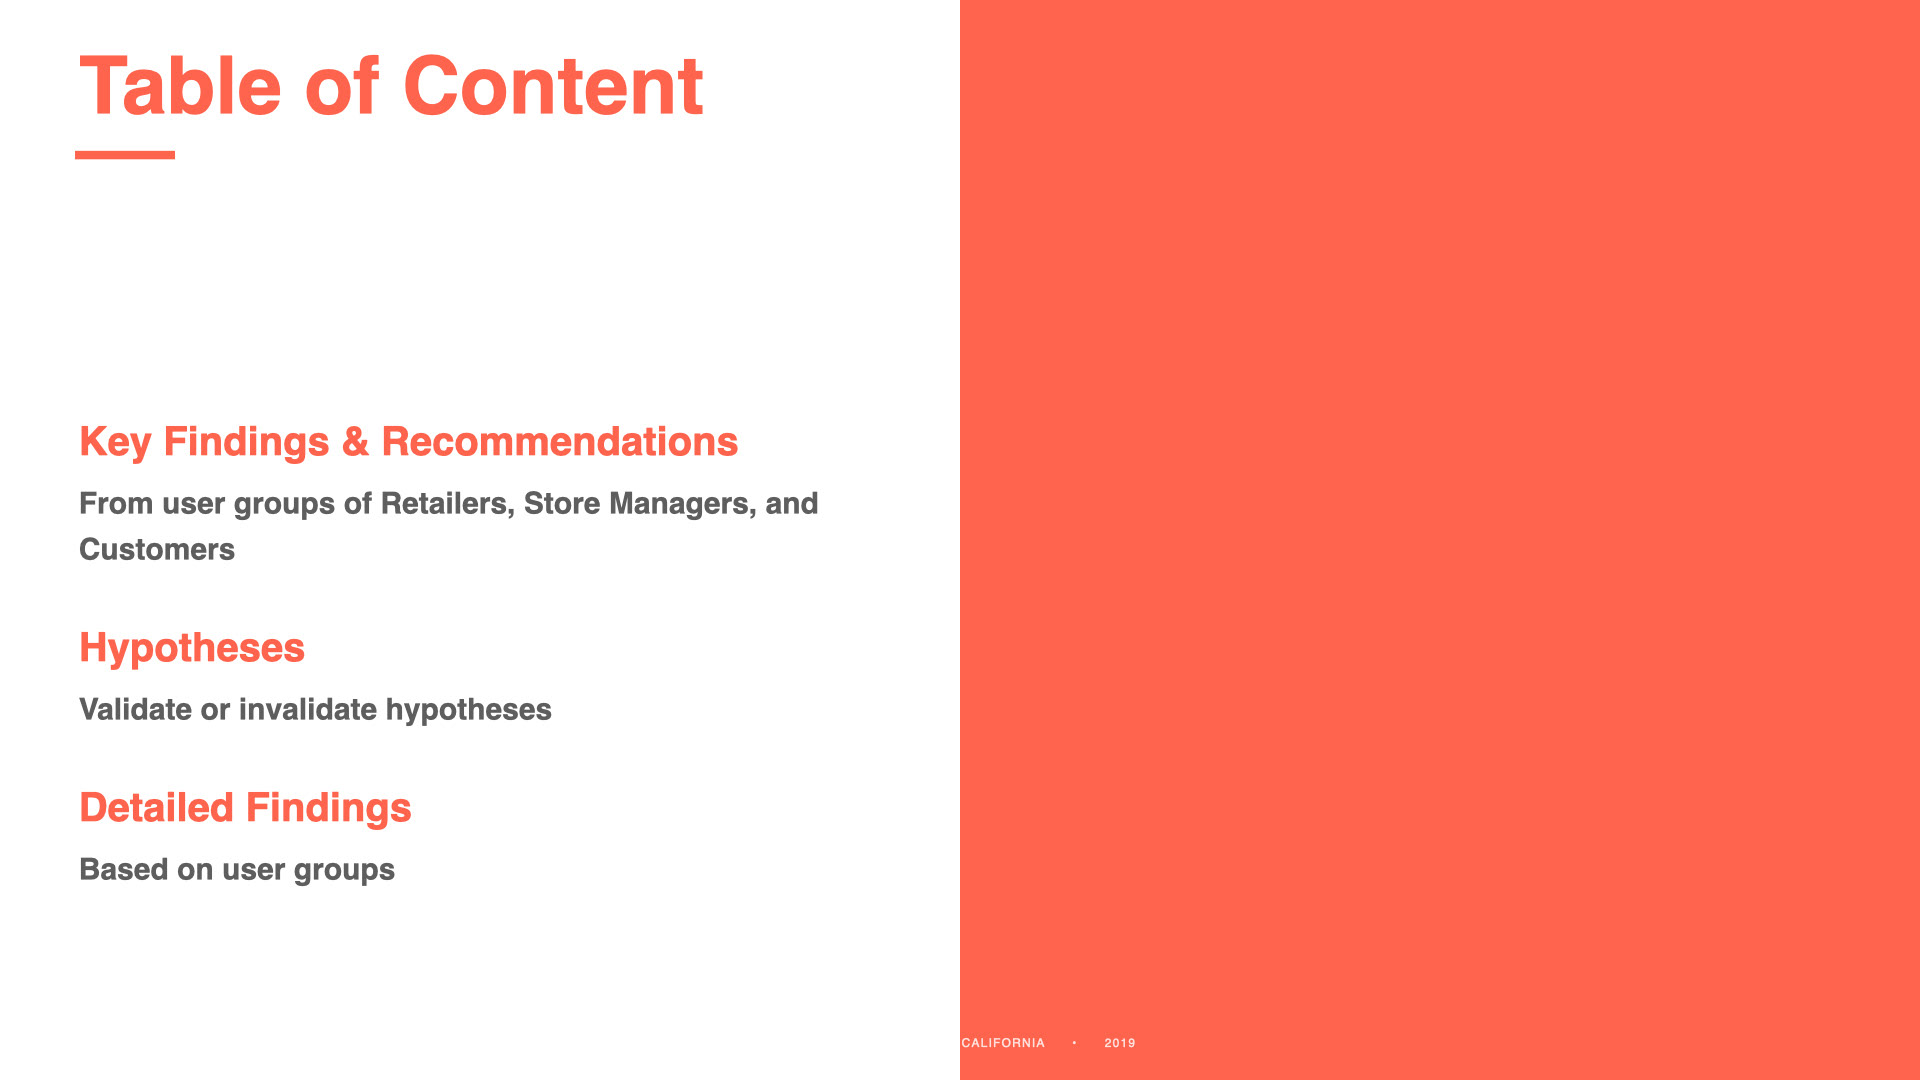 Table of Content
Key Findings & Recommendations
From user groups of Retailers, Store Managers, and
Customers
Hypotheses
Validate or invalidate hypotheses
Detailed Findings
Based on user groups
CALIFORNIA • 2019